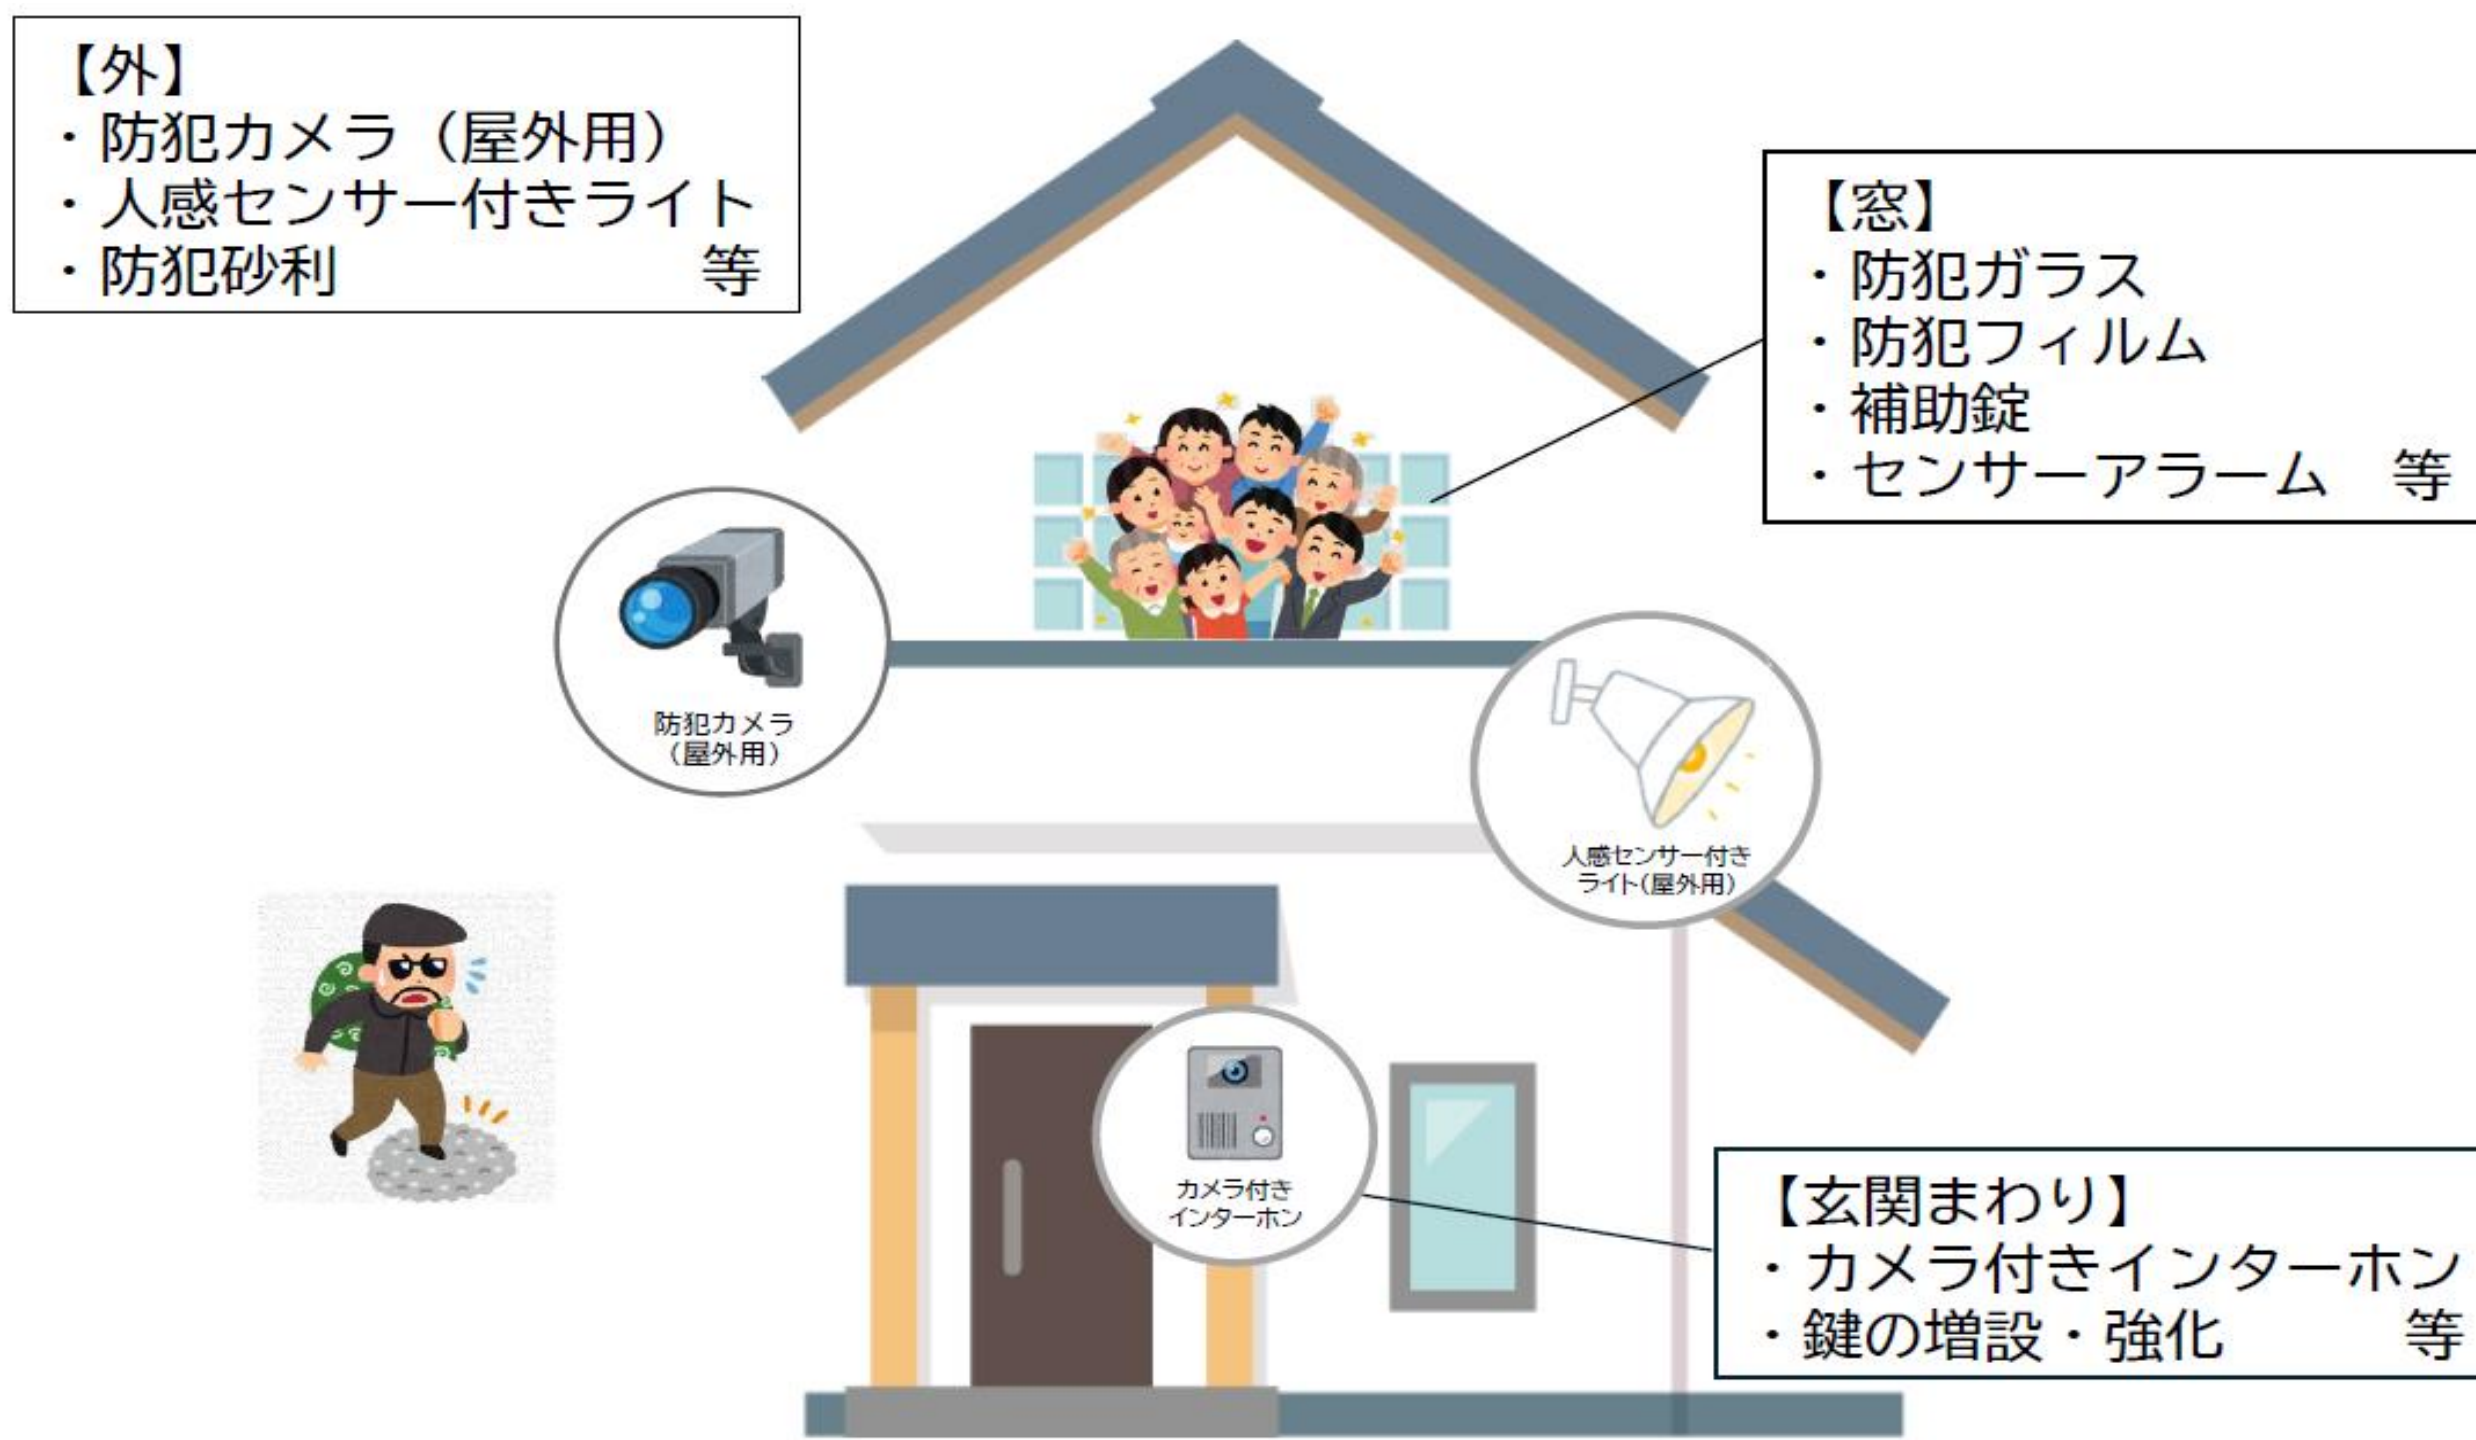 【外】
・防犯カメラ（屋外用）
・人感センサー付きライト
・防犯砂利　等
【窓】
・防犯ガラス
・防犯フィルム
・補助錠
・センサーアラーム　等
防犯カメラ
（屋外用）
人感センサー付き
ライト（屋外用）
カメラ付き
インターホン
【玄関まわり】
・カメラ付きインターホン
・鍵の増設・強化　等